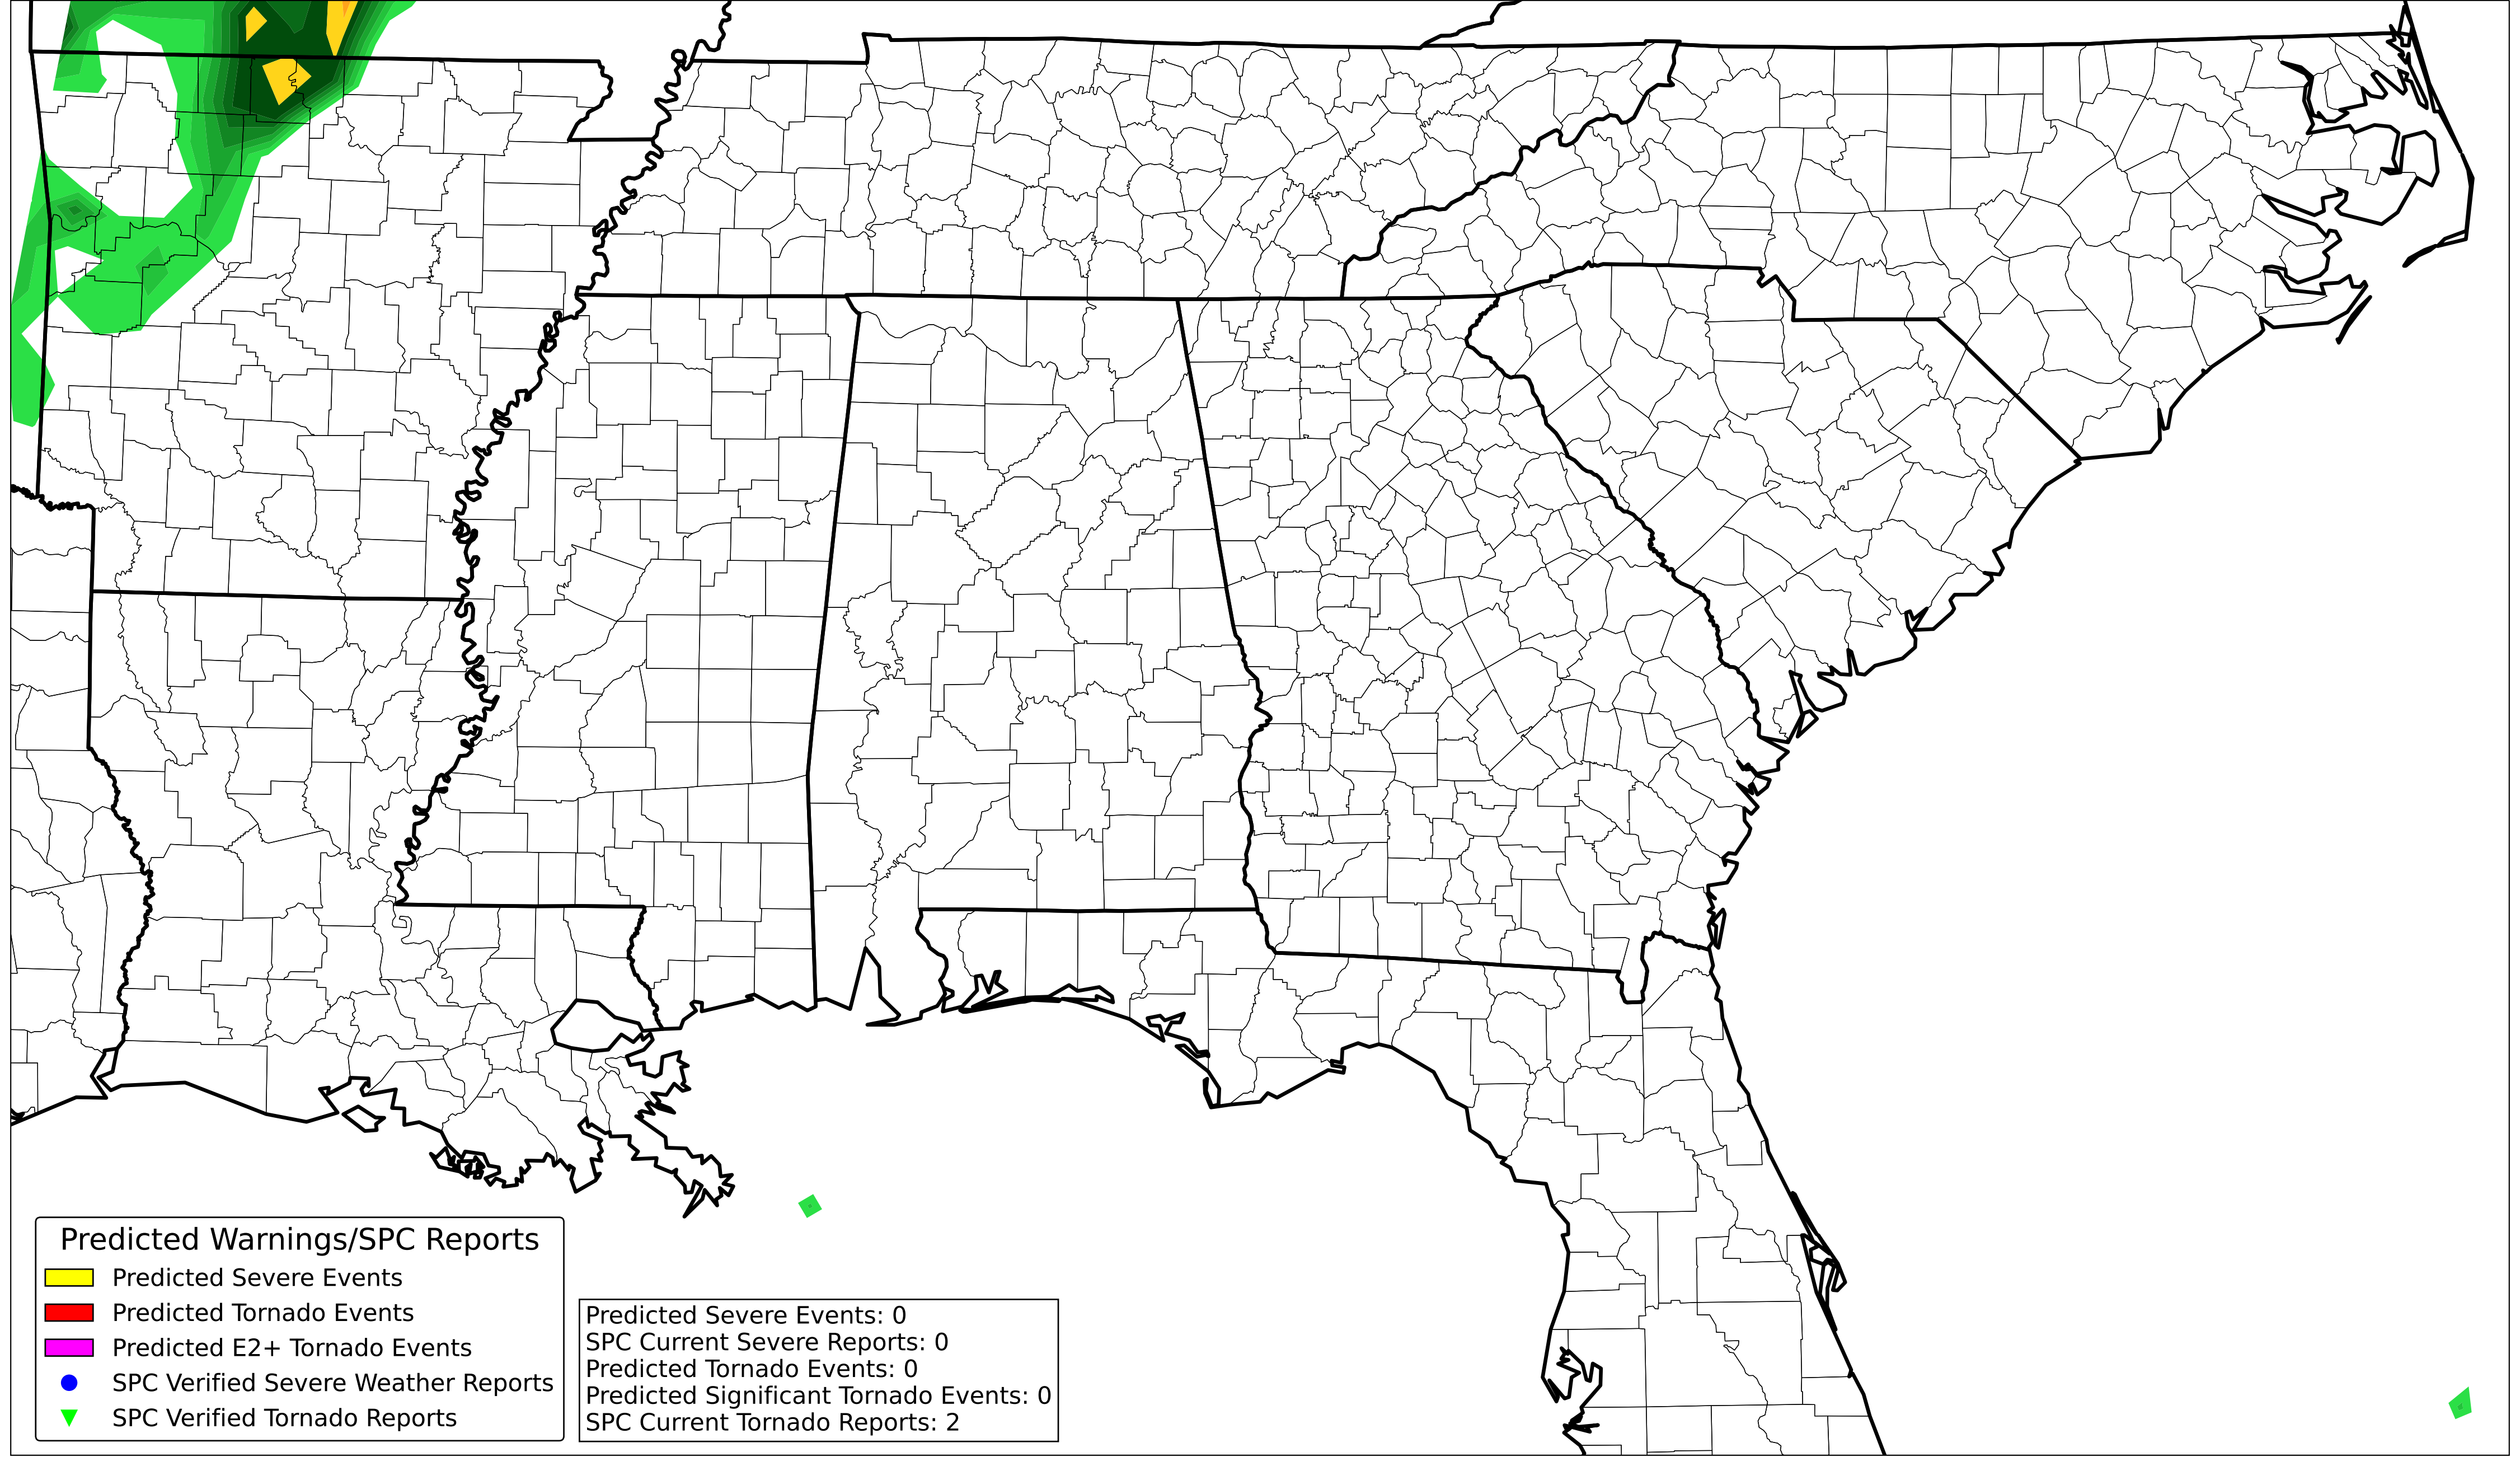 Predicted Warnings/SPC Reports
Predicted Severe Events
Predicted Tornado Events
Predicted E2+ Tornado Events
SPC Verified Severe Weather Reports
SPC Verified Tornado Reports
Predicted Severe Events: 0
SPC Current Severe Reports: 0
Predicted Tornado Events: 0
Predicted Significant Tornado Events: 0
SPC Current Tornado Reports: 2